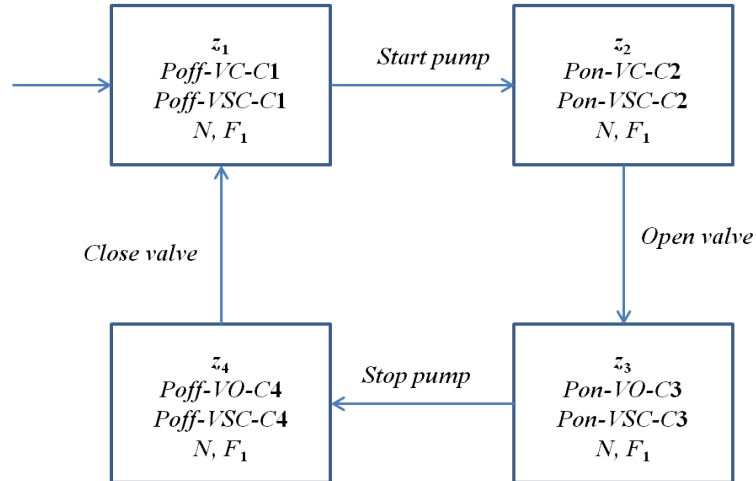 z₁
Poff-VC-C1
Poff-VSC-C1
N, F₁
Start pump
z₂
Pon-VC-C2
Pon-VSC-C2
N, F₁
Close valve
Open valve
z₄
Poff-VO-C4
Poff-VSC-C4
N, F₁
Stop pump
z₃
Pon-VO-C3
Pon-VSC-C3
N, F₁